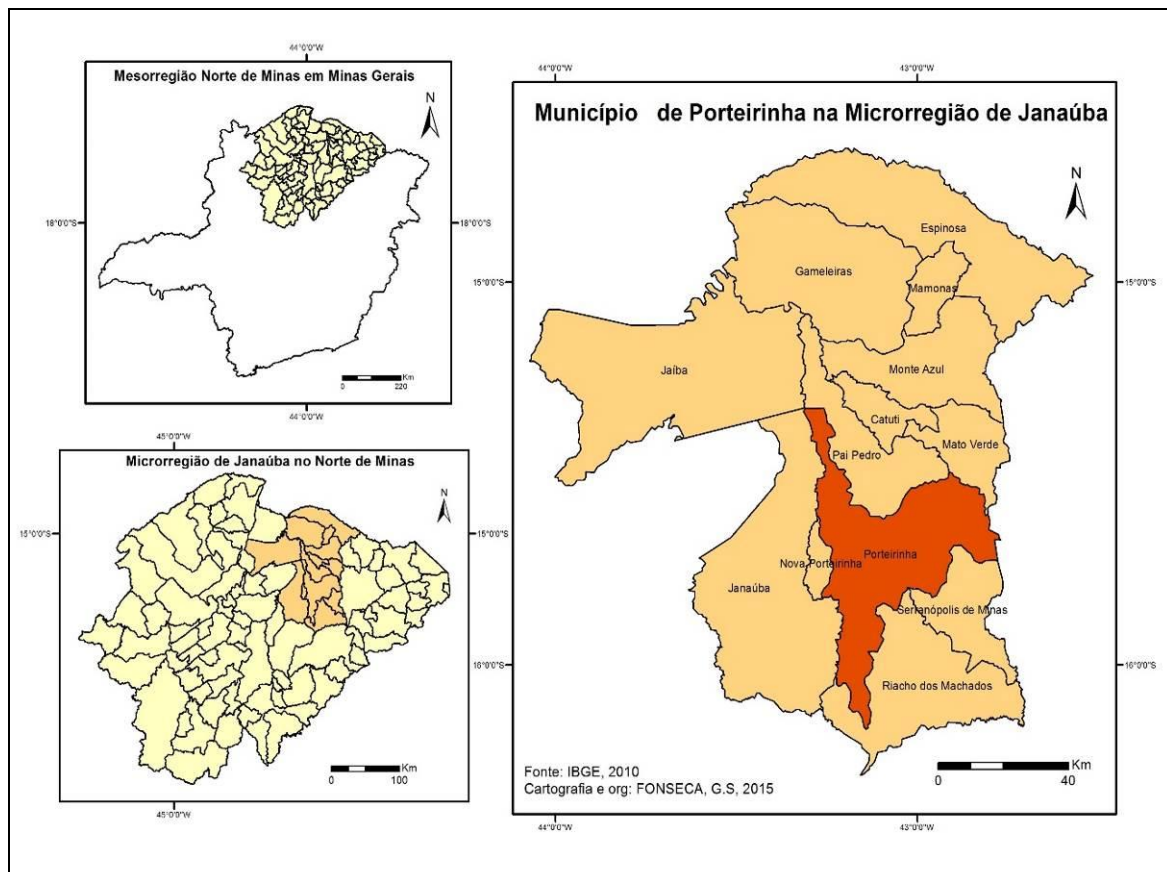 44°0'0"W
Mesorregião Norte de Minas em Minas Gerais
N
18°0'0"S
18°0'0"S
Km
0 220
44°0'0"W
45°0'0"W
Microrregião de Janaúba no Norte de Minas
N
15°0'0"S
15°0'0"S
16°0'0"S
Km
0 100
45°0'0"W
44°0'0"W 43°0'0"W
Município de Porteirinha na Microrregião de Janaúba
N
Espinosa
Gameleiras
15°0'0"S
Mamonas
15°0'0"S
Jaíba
Monte Azul
Catuti
Mato Verde
Pai Pedro
Porteirinha
Nova Porteirinha
Janaúba
Serranópolis de Minas
16°0'0"S
16°0'0"S
Riacho dos Machados
Fonte: IBGE, 2010
Cartografia e org: FONSECA, G.S, 2015
Km
0 40
44°0'0"W 43°0'0"W